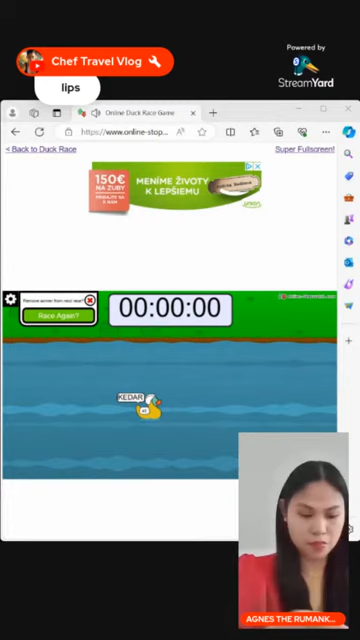 Chef Travel Vlog
Powered by
StreamYard
lips
Online Duck Race Game
https://www.online-stop...
< Back to Duck Race
Super Fullscreen!
150€
NA ZUBY
MENÍME ŽIVOTY
K LEPŠIEMU
Remove winner from next race?
Race Again?
00:00:00
KEDAR
AGNES THE RUMANK...